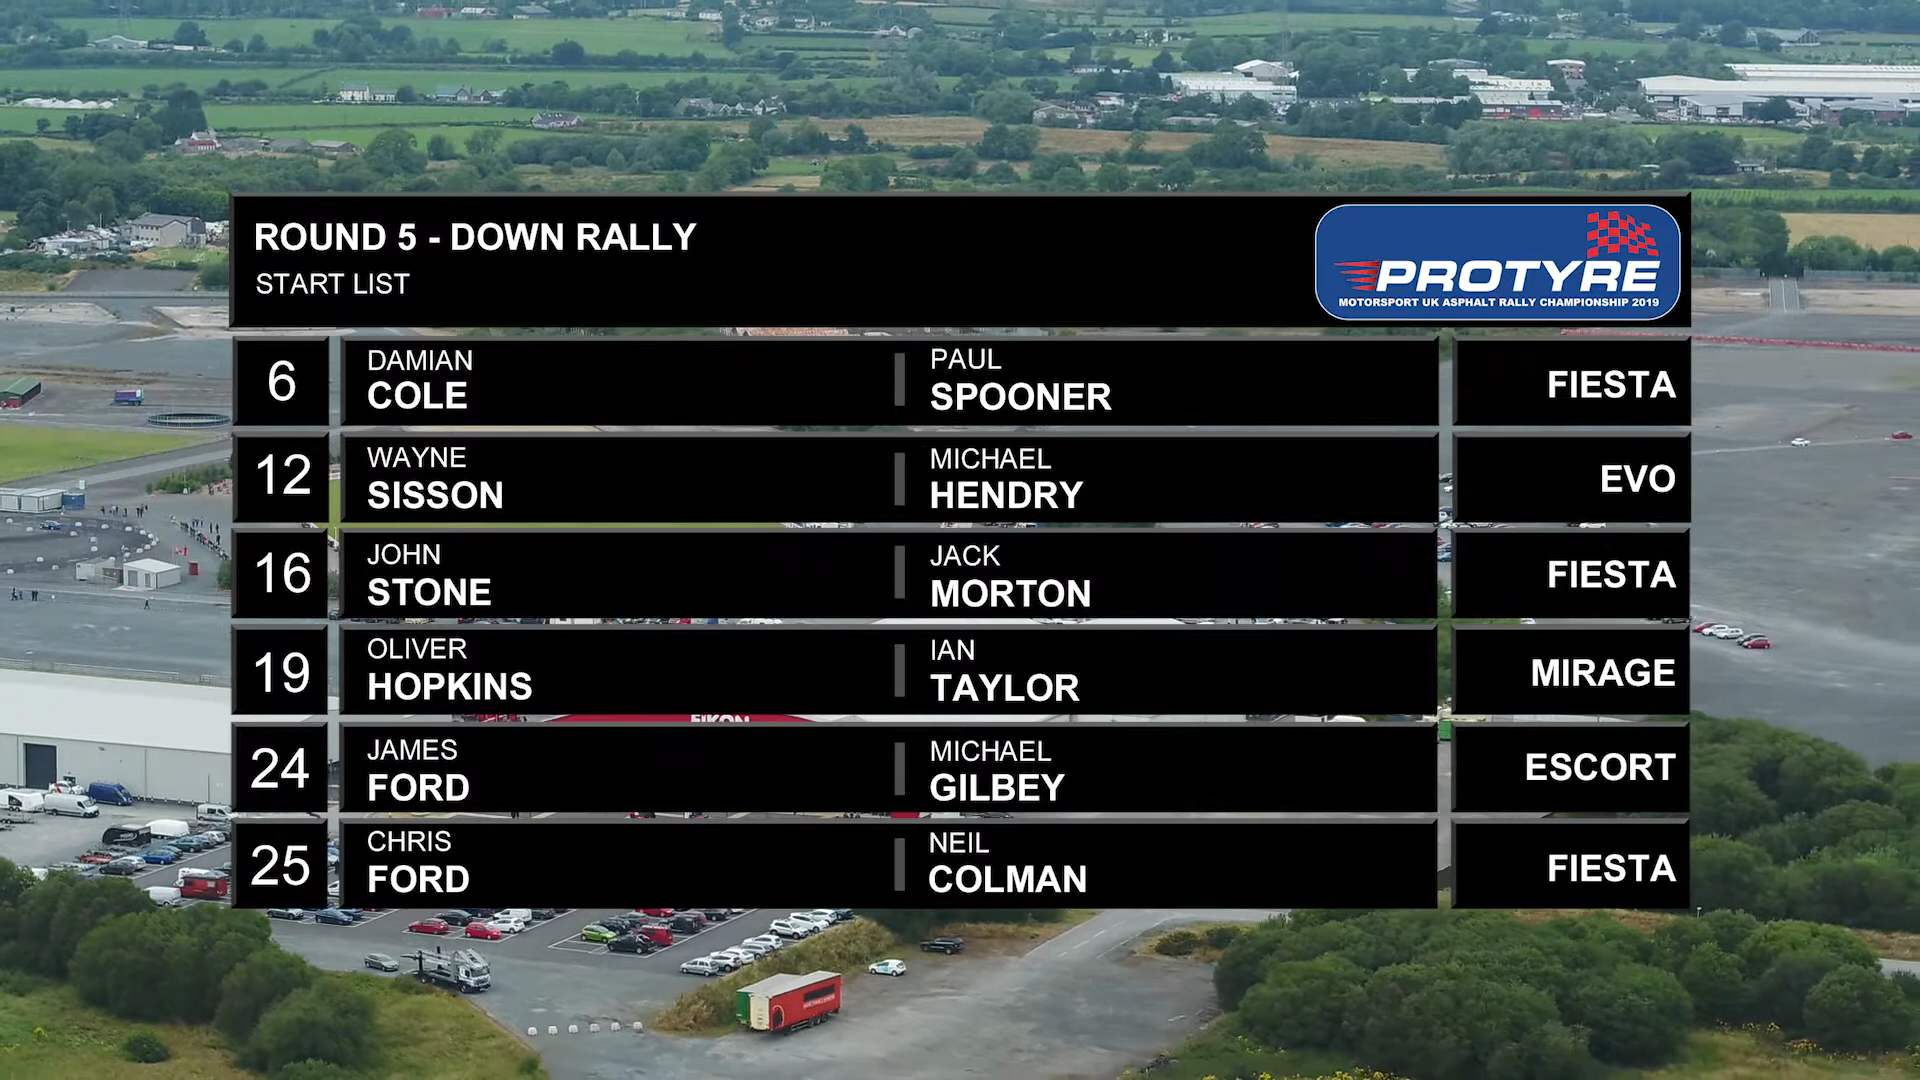 ROUND 5 - DOWN RALLY
START LIST
PROTYRE
MOTORSPORT UK ASPHALT RALLY CHAMPIONSHIP 2019
6
DAMIAN
COLE
PAUL
SPOONER
FIESTA
12
WAYNE
SISSON
MICHAEL
HENDRY
EVO
16
JOHN
STONE
JACK
MORTON
FIESTA
19
OLIVER
HOPKINS
IAN
TAYLOR
MIRAGE
EIKON
24
JAMES
FORD
MICHAEL
GILBEY
ESCORT
25
CHRIS
FORD
NEIL
COLMAN
FIESTA